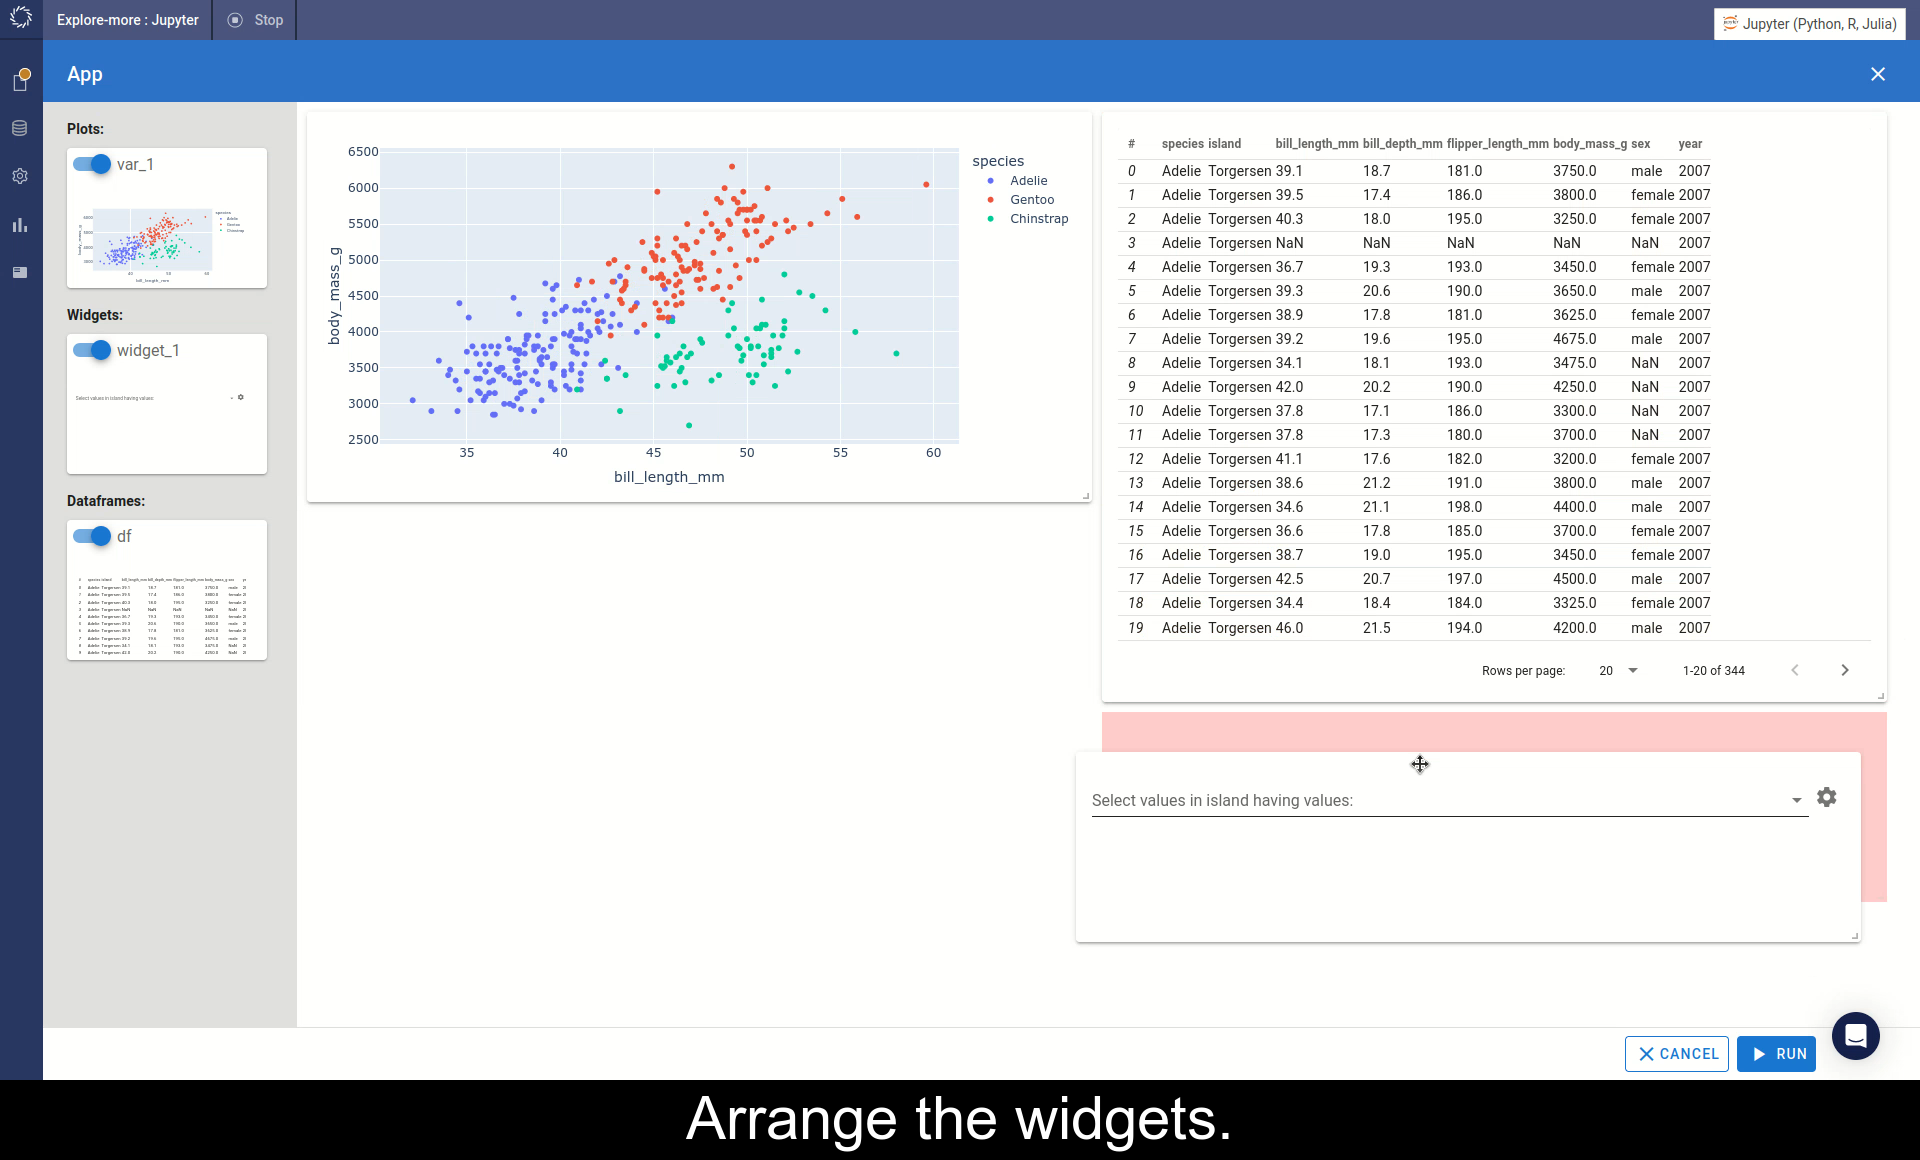 Explore-more : Jupyter
Stop
Jupyter (Python, R, Julia)
App
Plots:
var_1
Widgets:
widget_1
Select values in island having values:
Dataframes:
df
6500
6000
5500
5000
4500
4000
3500
3000
2500
body_mass_g
35 40 45 50 55 60
bill_length_mm
species
Adelie
Gentoo
Chinstrap
# species island bill_length_mm bill_depth_mm flipper_length_mm body_mass_g sex year
0 Adelie Torgersen 39.1 18.7 181.0 3750.0 male 2007
1 Adelie Torgersen 39.5 17.4 186.0 3800.0 female 2007
2 Adelie Torgersen 40.3 18.0 195.0 3250.0 female 2007
3 Adelie Torgersen NaN NaN NaN NaN NaN 2007
4 Adelie Torgersen 36.7 19.3 193.0 3450.0 female 2007
5 Adelie Torgersen 39.3 20.6 190.0 3650.0 male 2007
6 Adelie Torgersen 38.9 17.8 181.0 3625.0 female 2007
7 Adelie Torgersen 39.2 19.6 195.0 4675.0 male 2007
8 Adelie Torgersen 34.1 18.1 193.0 3475.0 NaN 2007
9 Adelie Torgersen 42.0 20.2 190.0 4250.0 NaN 2007
10 Adelie Torgersen 37.8 17.1 186.0 3300.0 NaN 2007
11 Adelie Torgersen 37.8 17.3 180.0 3700.0 NaN 2007
12 Adelie Torgersen 41.1 17.6 182.0 3200.0 female 2007
13 Adelie Torgersen 38.6 21.2 191.0 3800.0 male 2007
14 Adelie Torgersen 34.6 21.1 198.0 4400.0 male 2007
15 Adelie Torgersen 36.6 17.8 185.0 3700.0 female 2007
16 Adelie Torgersen 38.7 19.0 195.0 3450.0 female 2007
17 Adelie Torgersen 42.5 20.7 197.0 4500.0 male 2007
18 Adelie Torgersen 34.4 18.4 184.0 3325.0 female 2007
19 Adelie Torgersen 46.0 21.5 194.0 4200.0 male 2007
Rows per page: 20 1-20 of 344
Select values in island having values:
CANCEL
RUN
Arrange the widgets.